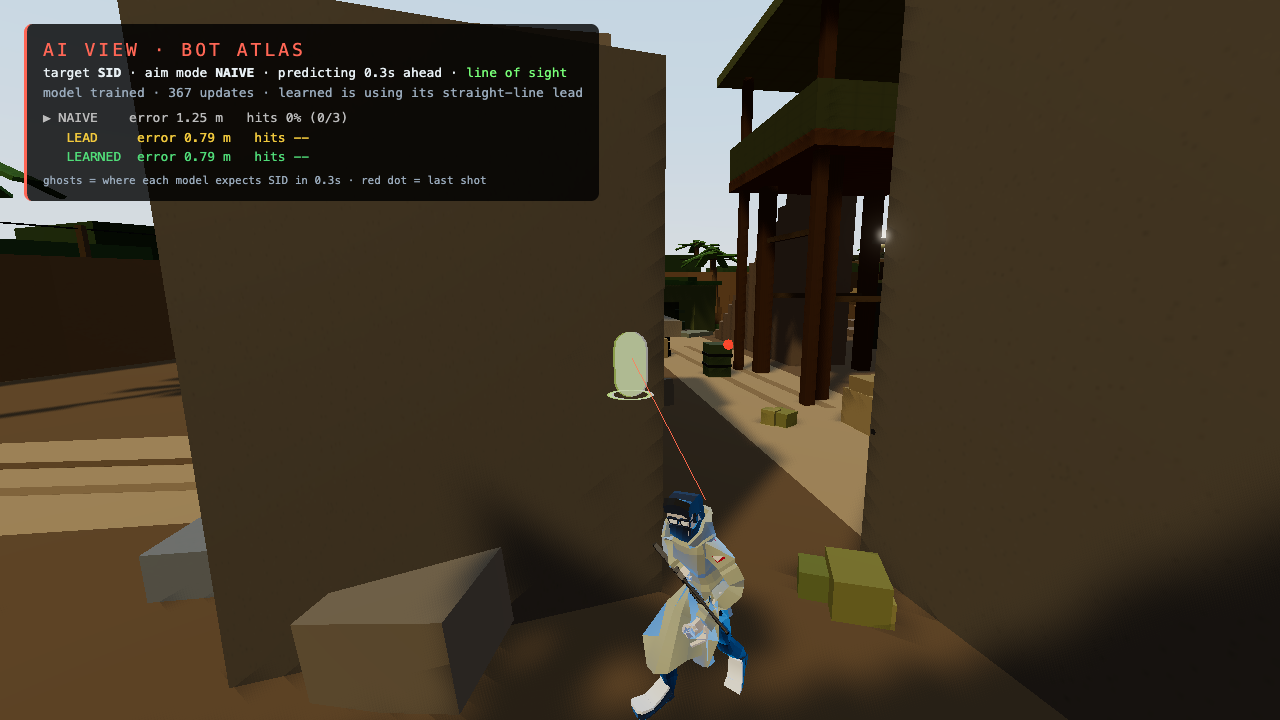 AI VIEW · BOT ATLAS
target SID · aim mode NAIVE · predicting 0.3s ahead · line of sight
model trained · 367 updates · learned is using its straight-line lead
▶ NAIVE error 1.25 m hits 0% (0/3)
LEAD error 0.79 m hits ——
LEARNED error 0.79 m hits ——
ghosts = where each model expects SID in 0.3s · red dot = last shot